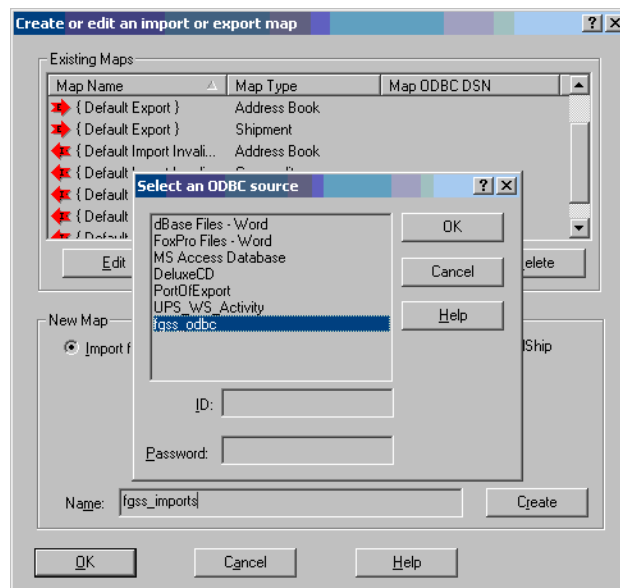 Create or edit an import or export map
Existing Maps
Map Name Map Type Map ODBC DSN
{ Default Export } Address Book
{ Default Export } Shipment
{ Default Import Invali... Address Book
{ Default
{ Default
Select an ODBC source
dBase Files - Word
FoxPro Files - Word
MS Access Database
DeluxeCD
PortOfExport
UPS_WS_Activity
fgss_odbc
OK
Cancel
Help
ID:
Password:
Edit
elete
New Map
Import f
dShip
Name: fgss_imports
Create
OK Cancel Help